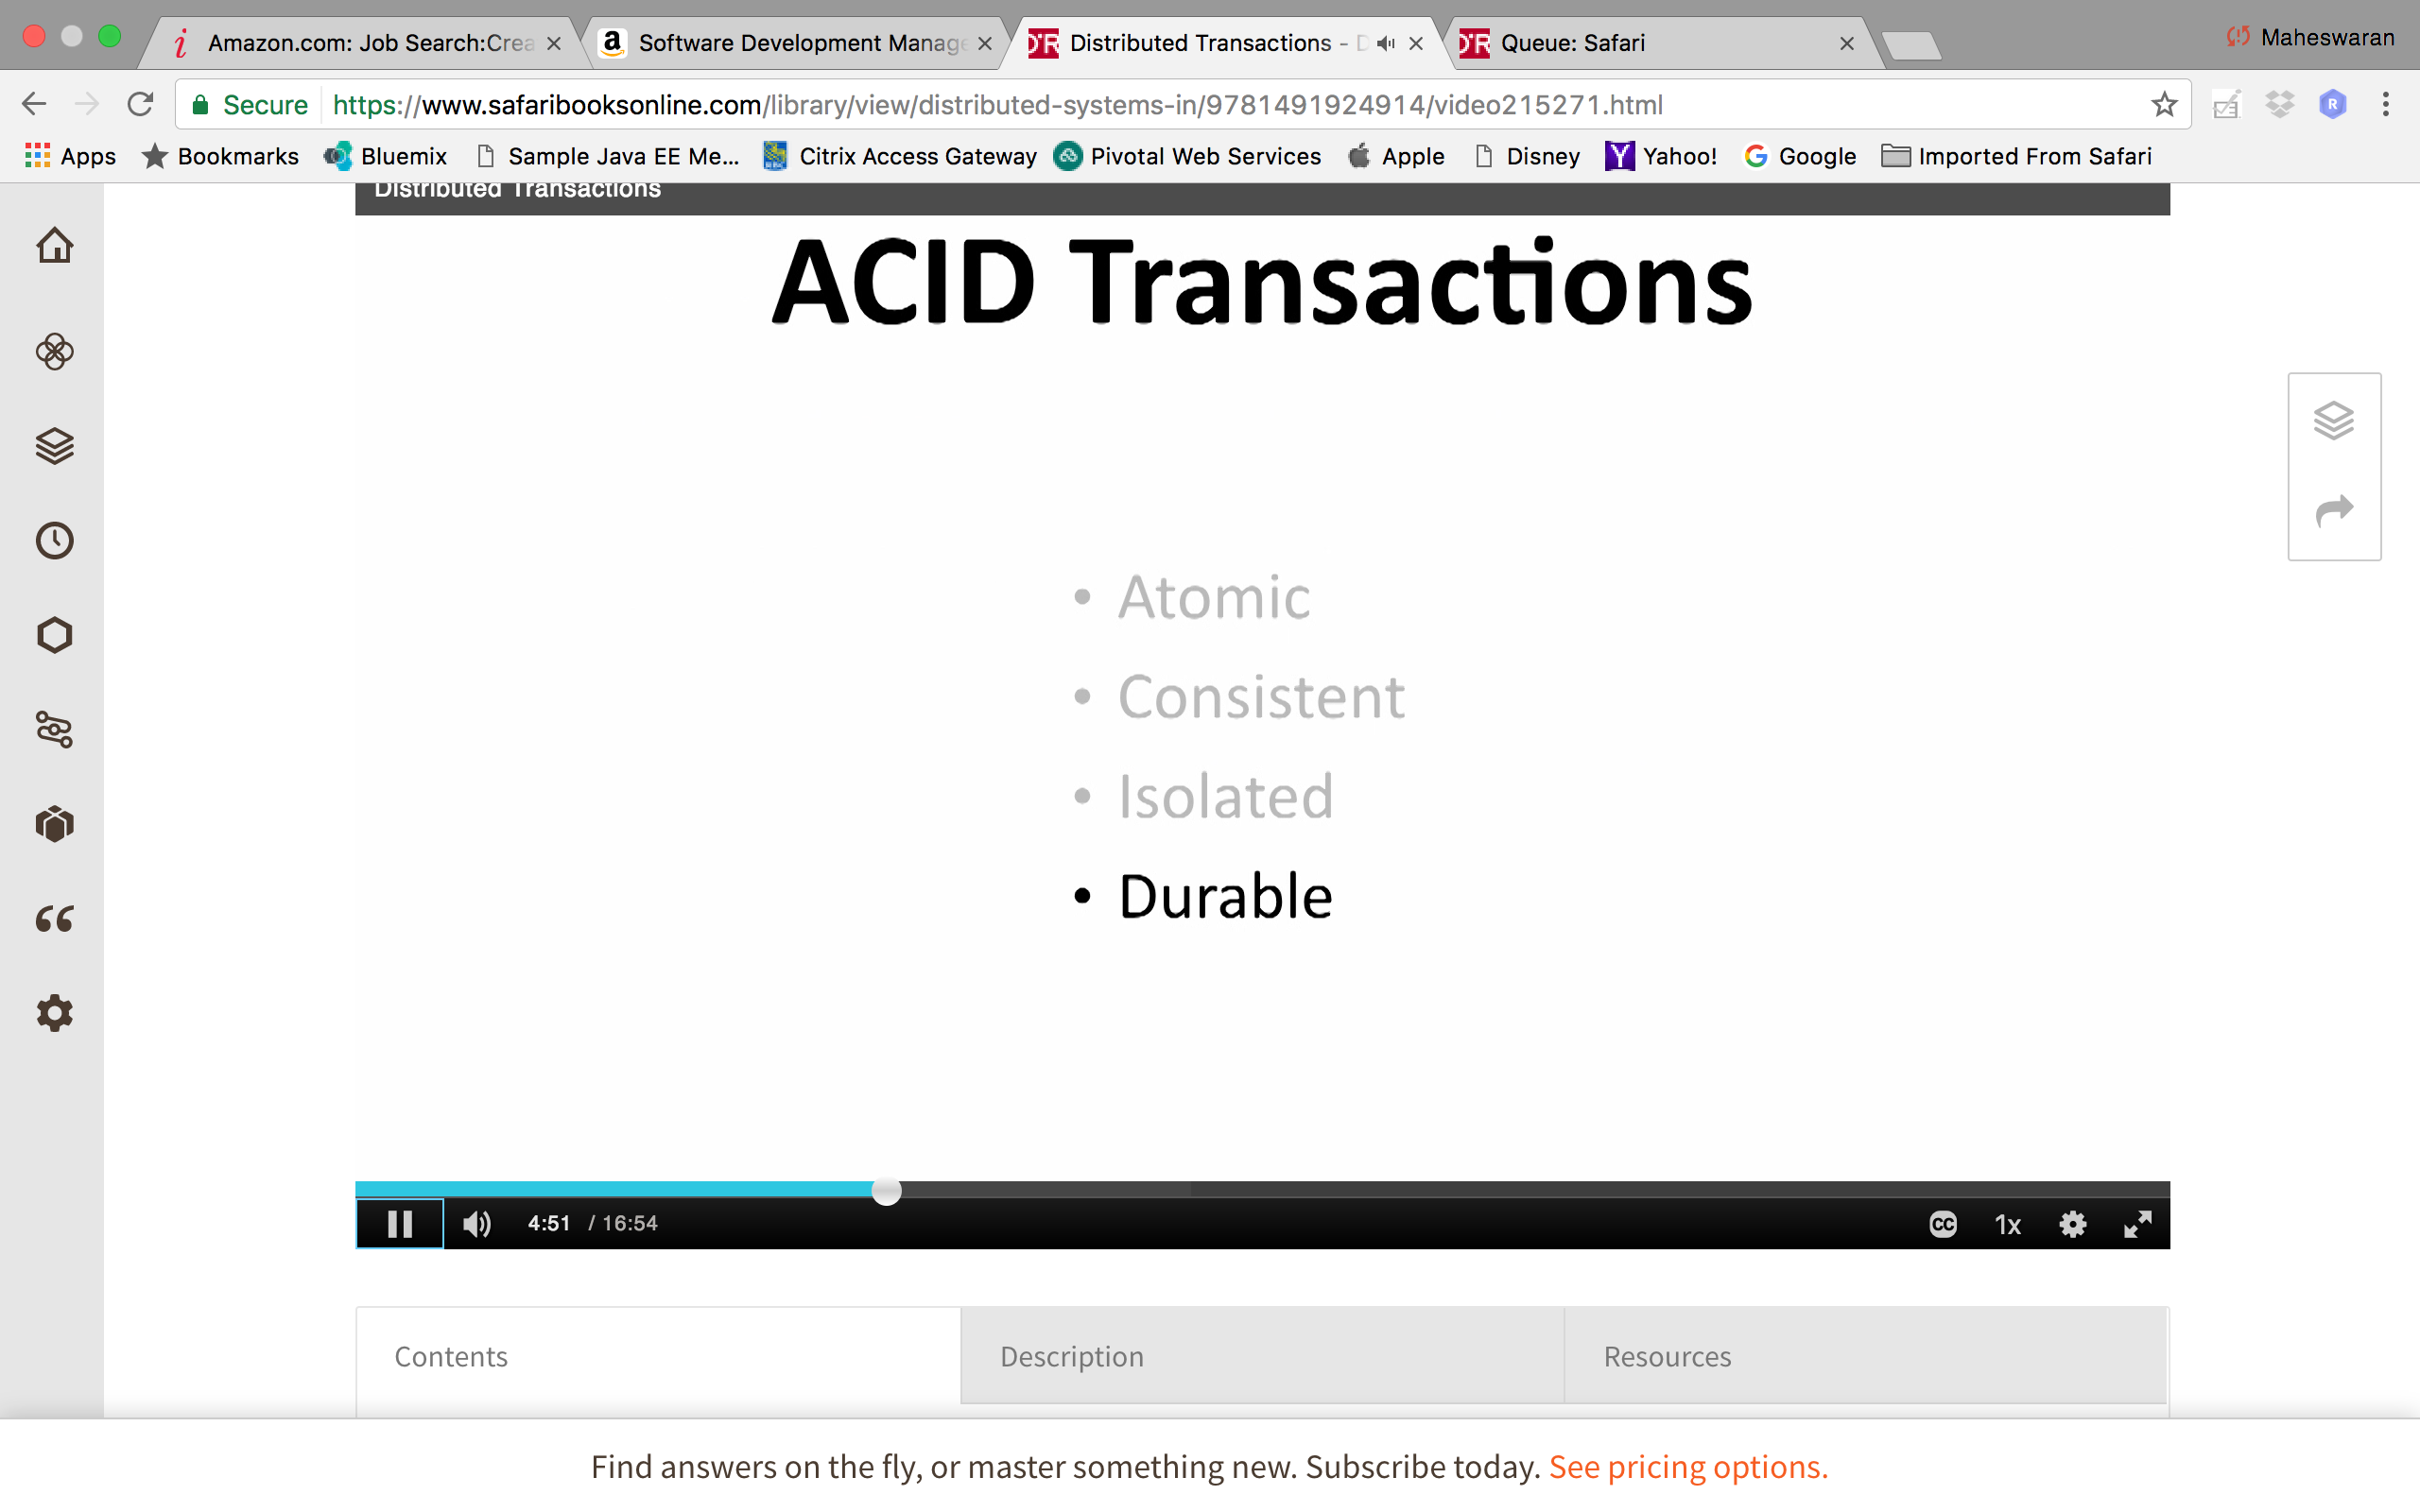 Amazon.com: Job Search:Crea
Software Development Manage
Distributed Transactions - D
Queue: Safari
Maheswaran
Secure https://www.safaribooksonline.com/library/view/distributed-systems-in/9781491924914/video215271.html
Apps Bookmarks Bluemix Sample Java EE Me... Citrix Access Gateway Pivotal Web Services Apple Disney Yahoo! Google Imported From Safari
Distributed Transactions
ACID Transactions
• Atomic
• Consistent
• Isolated
• Durable
4:51 / 16:54 CC 1x
Contents Description Resources
Find answers on the fly, or master something new. Subscribe today. See pricing options.